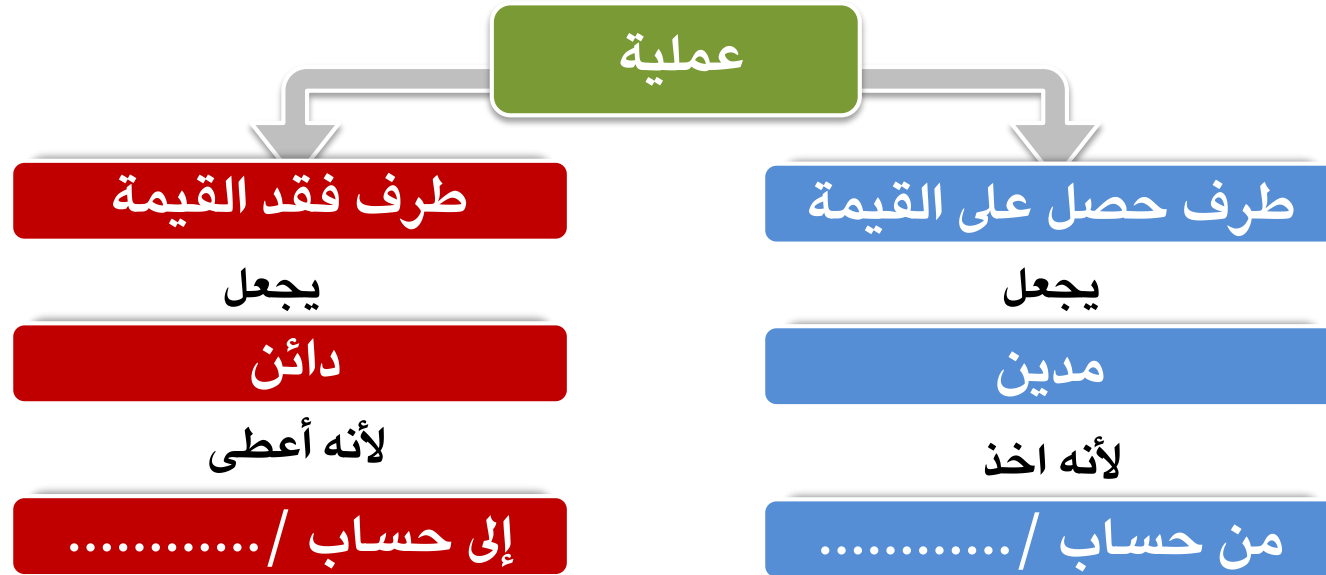 عملية
طرف حصل على القيمة
يجعل
مدين
لأنه اخذ
من حساب /............
طرف فقد القيمة
يجعل
دائن
لأنه أعطى
إلى حساب /............